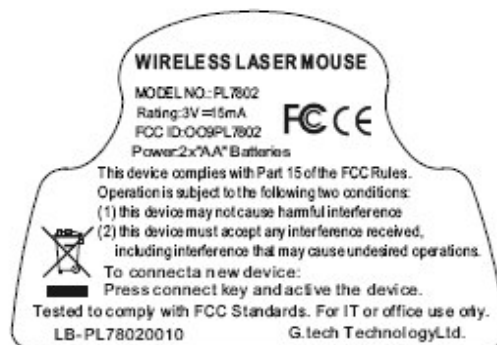 WIRELESS LASER MOUSE
MODEL NO.: PL7802
Rating:3V⎓15mA
FCC ID:OO9PL7802
FC CE
Power:2x"AA" Batteries
This device complies with Part 15 of the FCC Rules.
Operation is subject to the following two conditions:
(1) this device may not cause harmful interference
(2) this device must accept any interference received,
including interference that may cause undesired operations.
To connecta new device:
Press connect key and active the device.
Tested to comply with FCC Standards. For IT or office use only.
LB-PL78020010 G.tech TechnologyLtd.